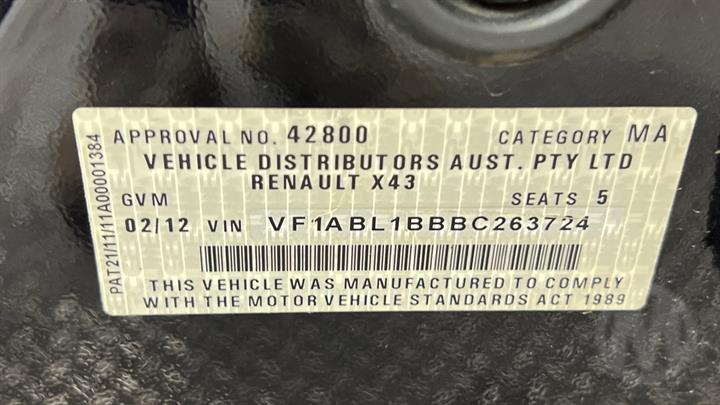 PAT21/11/11A00001384
APPROVAL NO. 42800 CATEGORY MA
VEHICLE DISTRIBUTORS AUST. PTY LTD
RENAULT X43
GVM SEATS 5
02/12 VIN VF1ABL1BBBC263724
THIS VEHICLE WAS MANUFACTURED TO COMPLY
WITH THE MOTOR VEHICLE STANDARDS ACT 1989